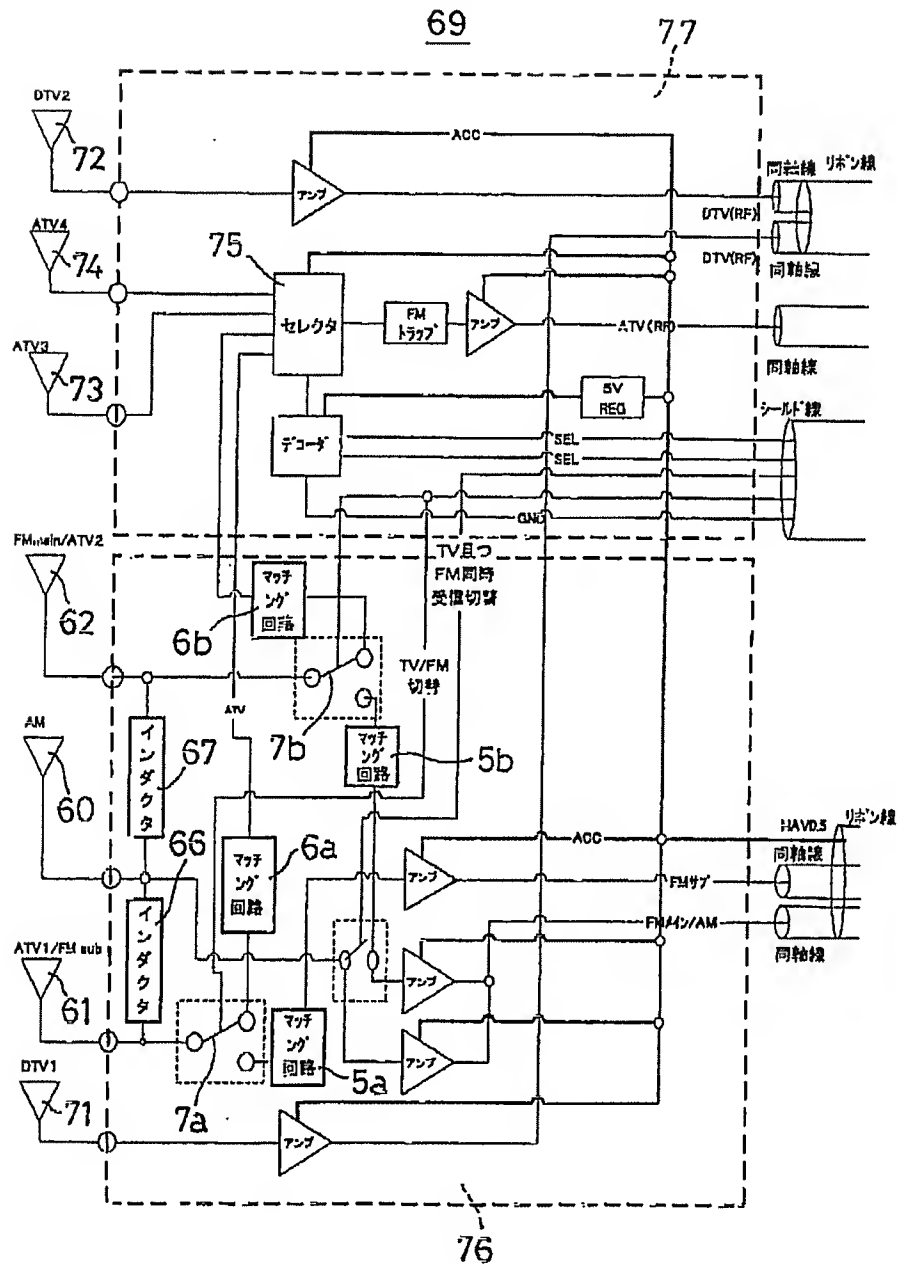 69
77
DTV2
72
ACC
アンプ
同軸線
リボン線
DTV(RF)
ATV4
74
75
DTV(RF)
同軸線
セレクタ
FM
トラップ
アンプ
ATV(RF)
ATV3
73
同軸線
5V
REG
シールド線
デコーダ
SEL
SEL
GND
FMmain/ATV2
62
TV且つ
FM同時
受信切替
マッチ
ング
回路
6b
TV/FM
切替
ATV
7b
マッチ
ング
回路
5b
AM
60
インダクタ
67
マッチ
ング
回路
6a
ACC
リボン線
同軸線
アンプ
FMサブ
66
インダクタ
FMメイン/AM
同軸線
ATV1/FM sub
61
アンプ
マッチ
ング
回路
5a
アンプ
7a
DTV1
71
アンプ
76